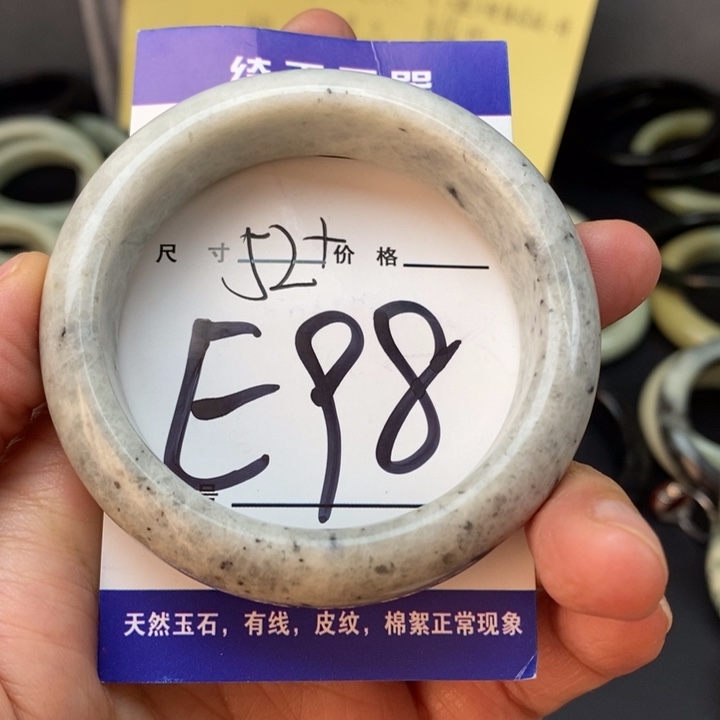 尺 寸 52+ 价 格
E98
号
天然玉石，有线，皮纹，棉絮正常现象